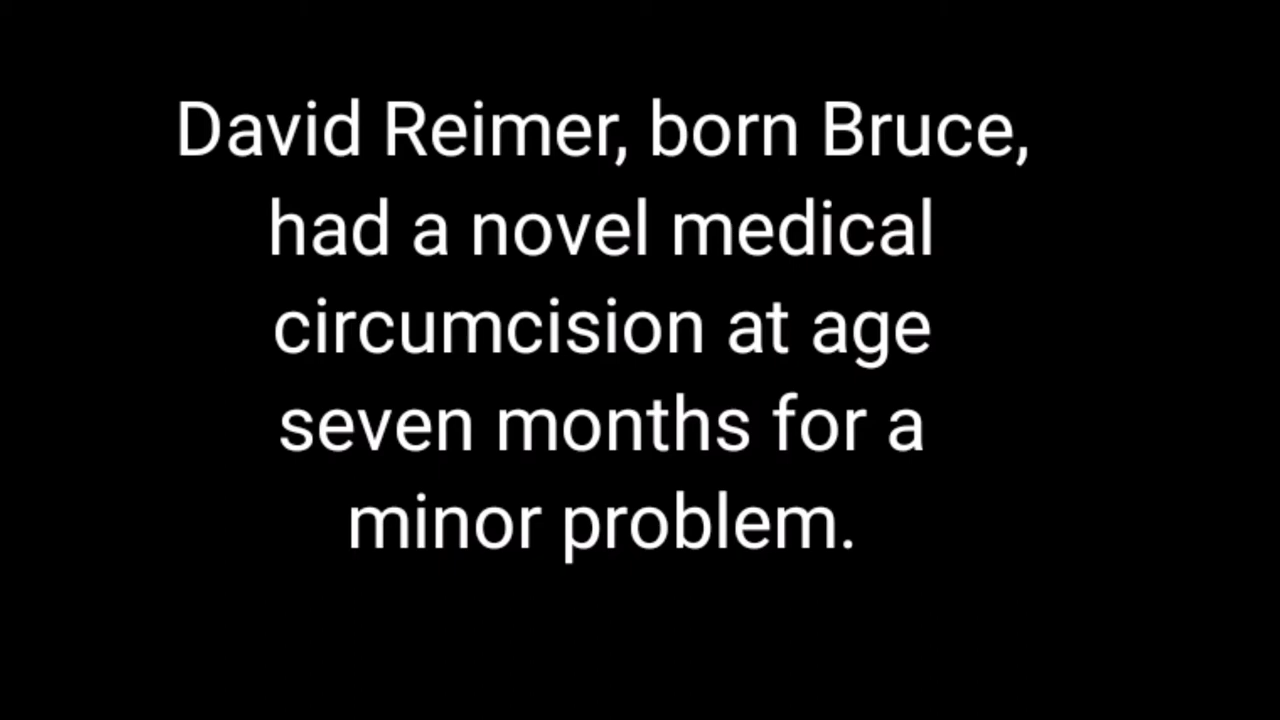 David Reimer, born Bruce,
had a novel medical
circumcision at age
seven months for a
minor problem.